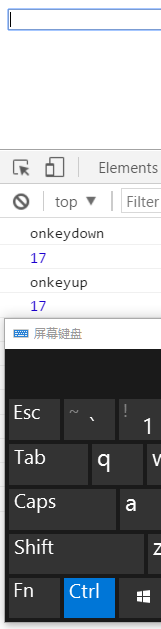 Elements
top ▼ Filter
onkeydown
17
onkeyup
17
屏幕键盘
Esc ~ ` ! 1
Tab q w
Caps a
Shift z
Fn Ctrl